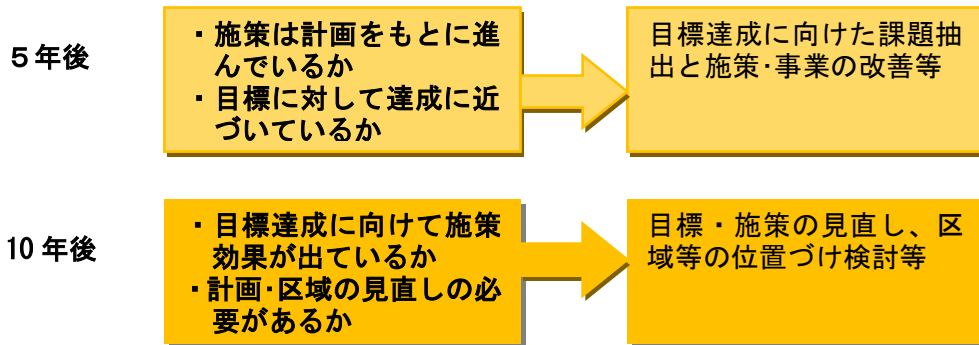 ５年後
・施策は計画をもとに進
んでいるか
・目標に対して達成に近
づいているか
目標達成に向けた課題抽
出と施策･事業の改善等
10 年後
・目標達成に向けて施策
効果が出ているか
・計画･区域の見直しの必
要があるか
目標・施策の見直し、区
域等の位置づけ検討等